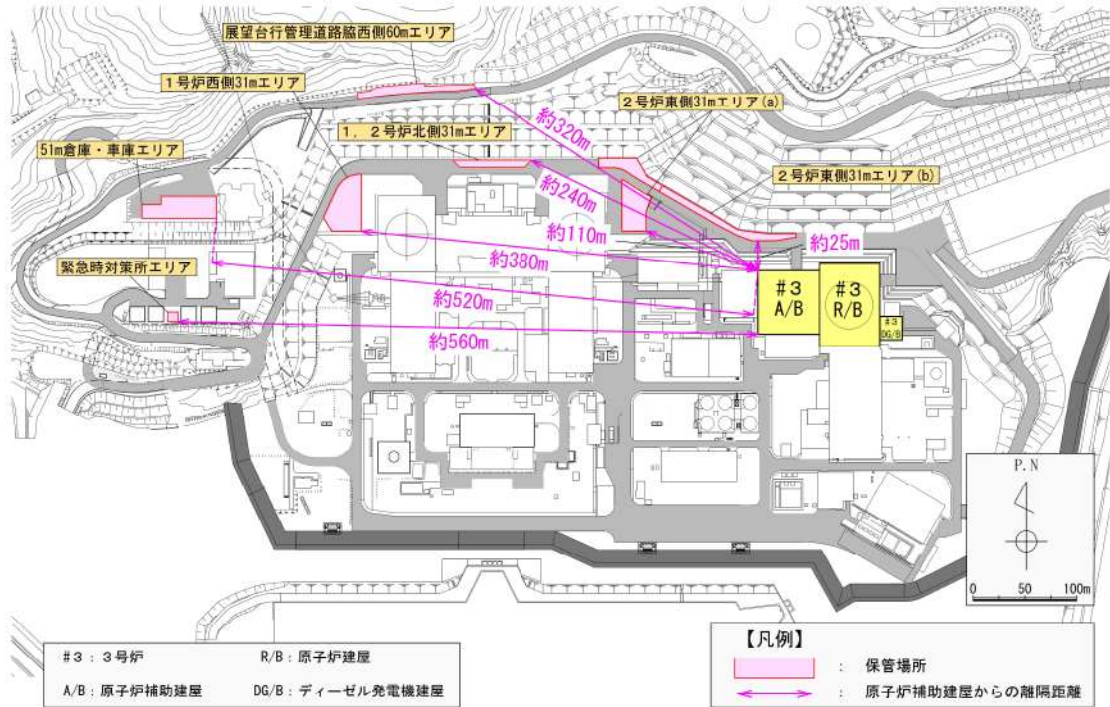 展望台行管理道路脇西側60mエリア
1号炉西側31mエリア
2号炉東側31mエリア(a)
1，2号炉北側31mエリア
51m倉庫・車庫エリア
2号炉東側31mエリア(b)
緊急時対策所エリア
約320m
約240m
約110m
約25m
約380m
約520m
約560m
#3
A/B
#3
R/B
#3
DG/B
P.N
0 50 100m
#3：3号炉 R/B：原子炉建屋
A/B：原子炉補助建屋 DG/B：ディーゼル発電機建屋
【凡例】
： 保管場所
： 原子炉補助建屋からの離隔距離